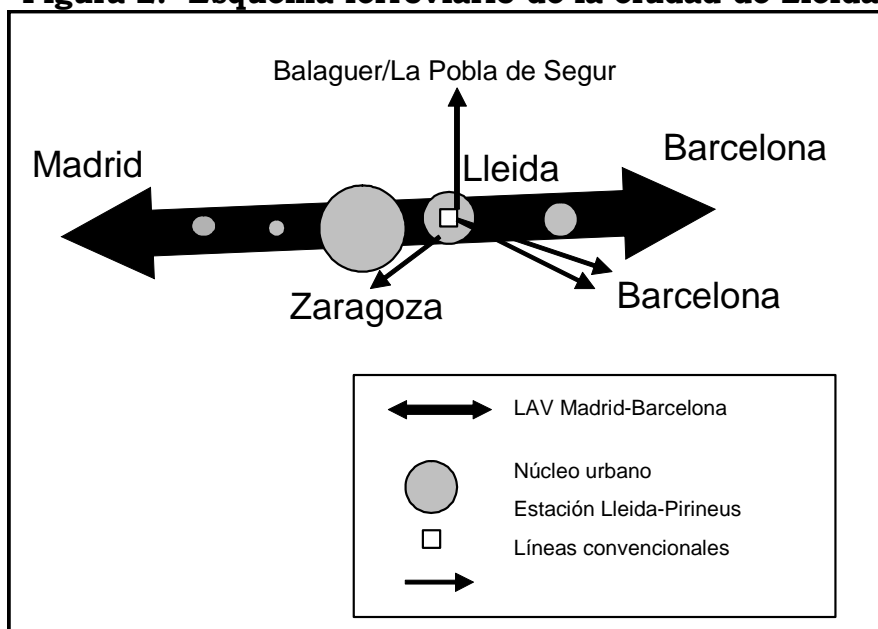 Figura 2. Esquema ferroviario de la ciudad de Lleida
Balaguer/La Pobla de Segur
Madrid
Lleida
Barcelona
Zaragoza
Barcelona
LAV Madrid-Barcelona
Núcleo urbano
Estación Lleida-Pirineus
Líneas convencionales